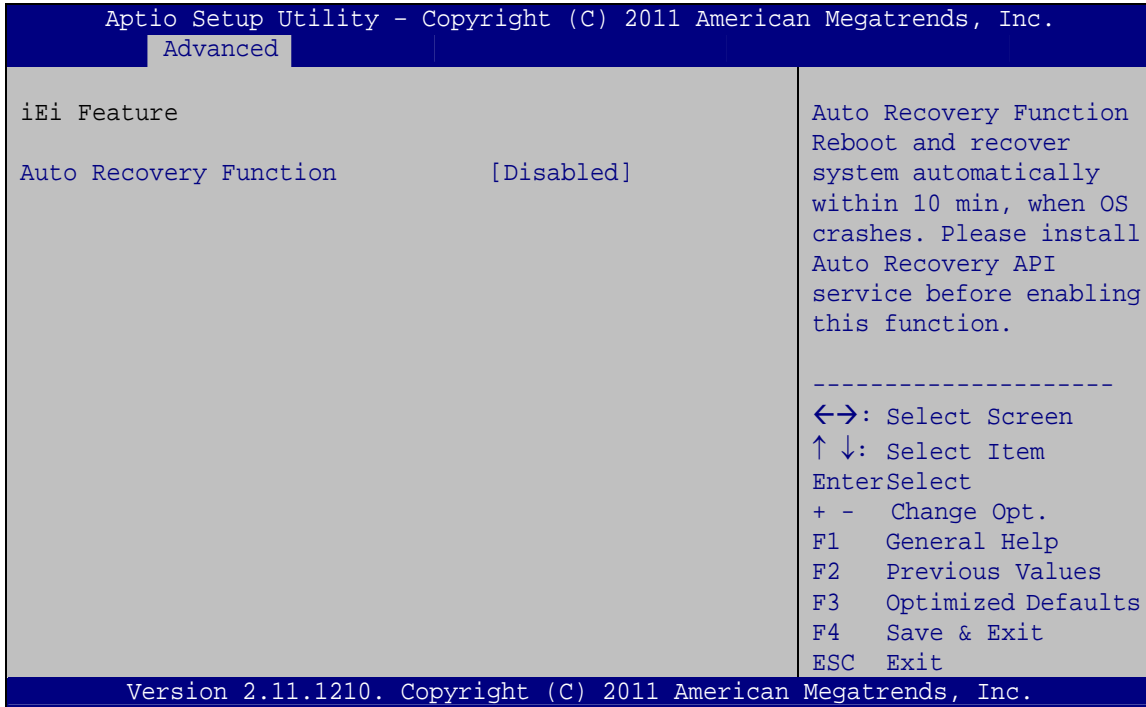 Aptio Setup Utility – Copyright (C) 2011 American Megatrends, Inc.
Advanced
iEi Feature
Auto Recovery Function [Disabled]
Auto Recovery Function
Reboot and recover
system automatically
within 10 min, when OS
crashes. Please install
Auto Recovery API
service before enabling
this function.
---------------------
←→: Select Screen
↑ ↓: Select Item
EnterSelect
+ - Change Opt.
F1 General Help
F2 Previous Values
F3 Optimized Defaults
F4 Save & Exit
ESC Exit
Version 2.11.1210. Copyright (C) 2011 American Megatrends, Inc.